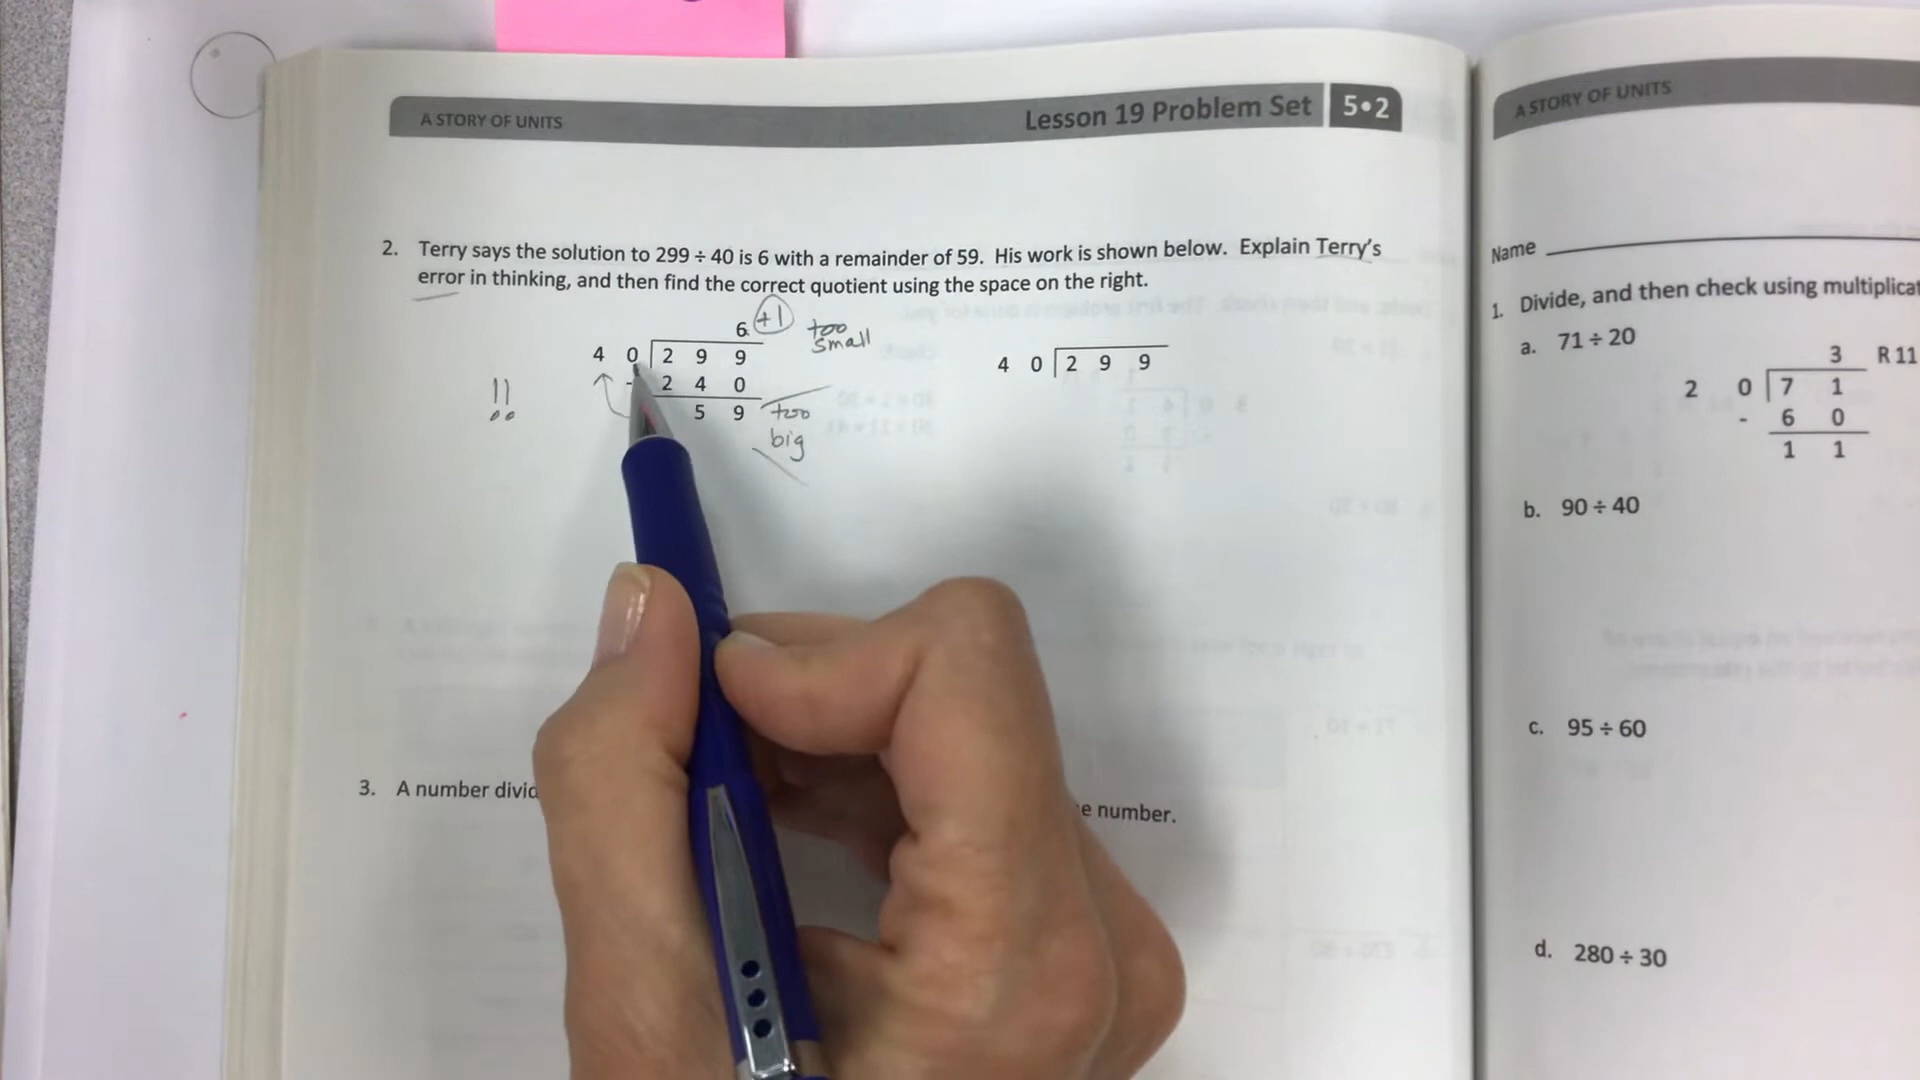 A STORY OF UNITS
Lesson 19 Problem Set 5•2
2. Terry says the solution to 299 ÷ 40 is 6 with a remainder of 59. His work is shown below. Explain Terry's
error in thinking, and then find the correct quotient using the space on the right.
6 +1 too
small
4 0 2 9 9
- 2 4 0
5 9 too
big
!!
4 0 2 9 9
3. A number
number.
A STORY OF UNITS
Name
1. Divide, and then check using
a. 71 ÷ 20
3 R 11
2 0 7 1
- 6 0
1 1
b. 90 ÷ 40
c. 95 ÷ 60
d. 280 ÷ 30